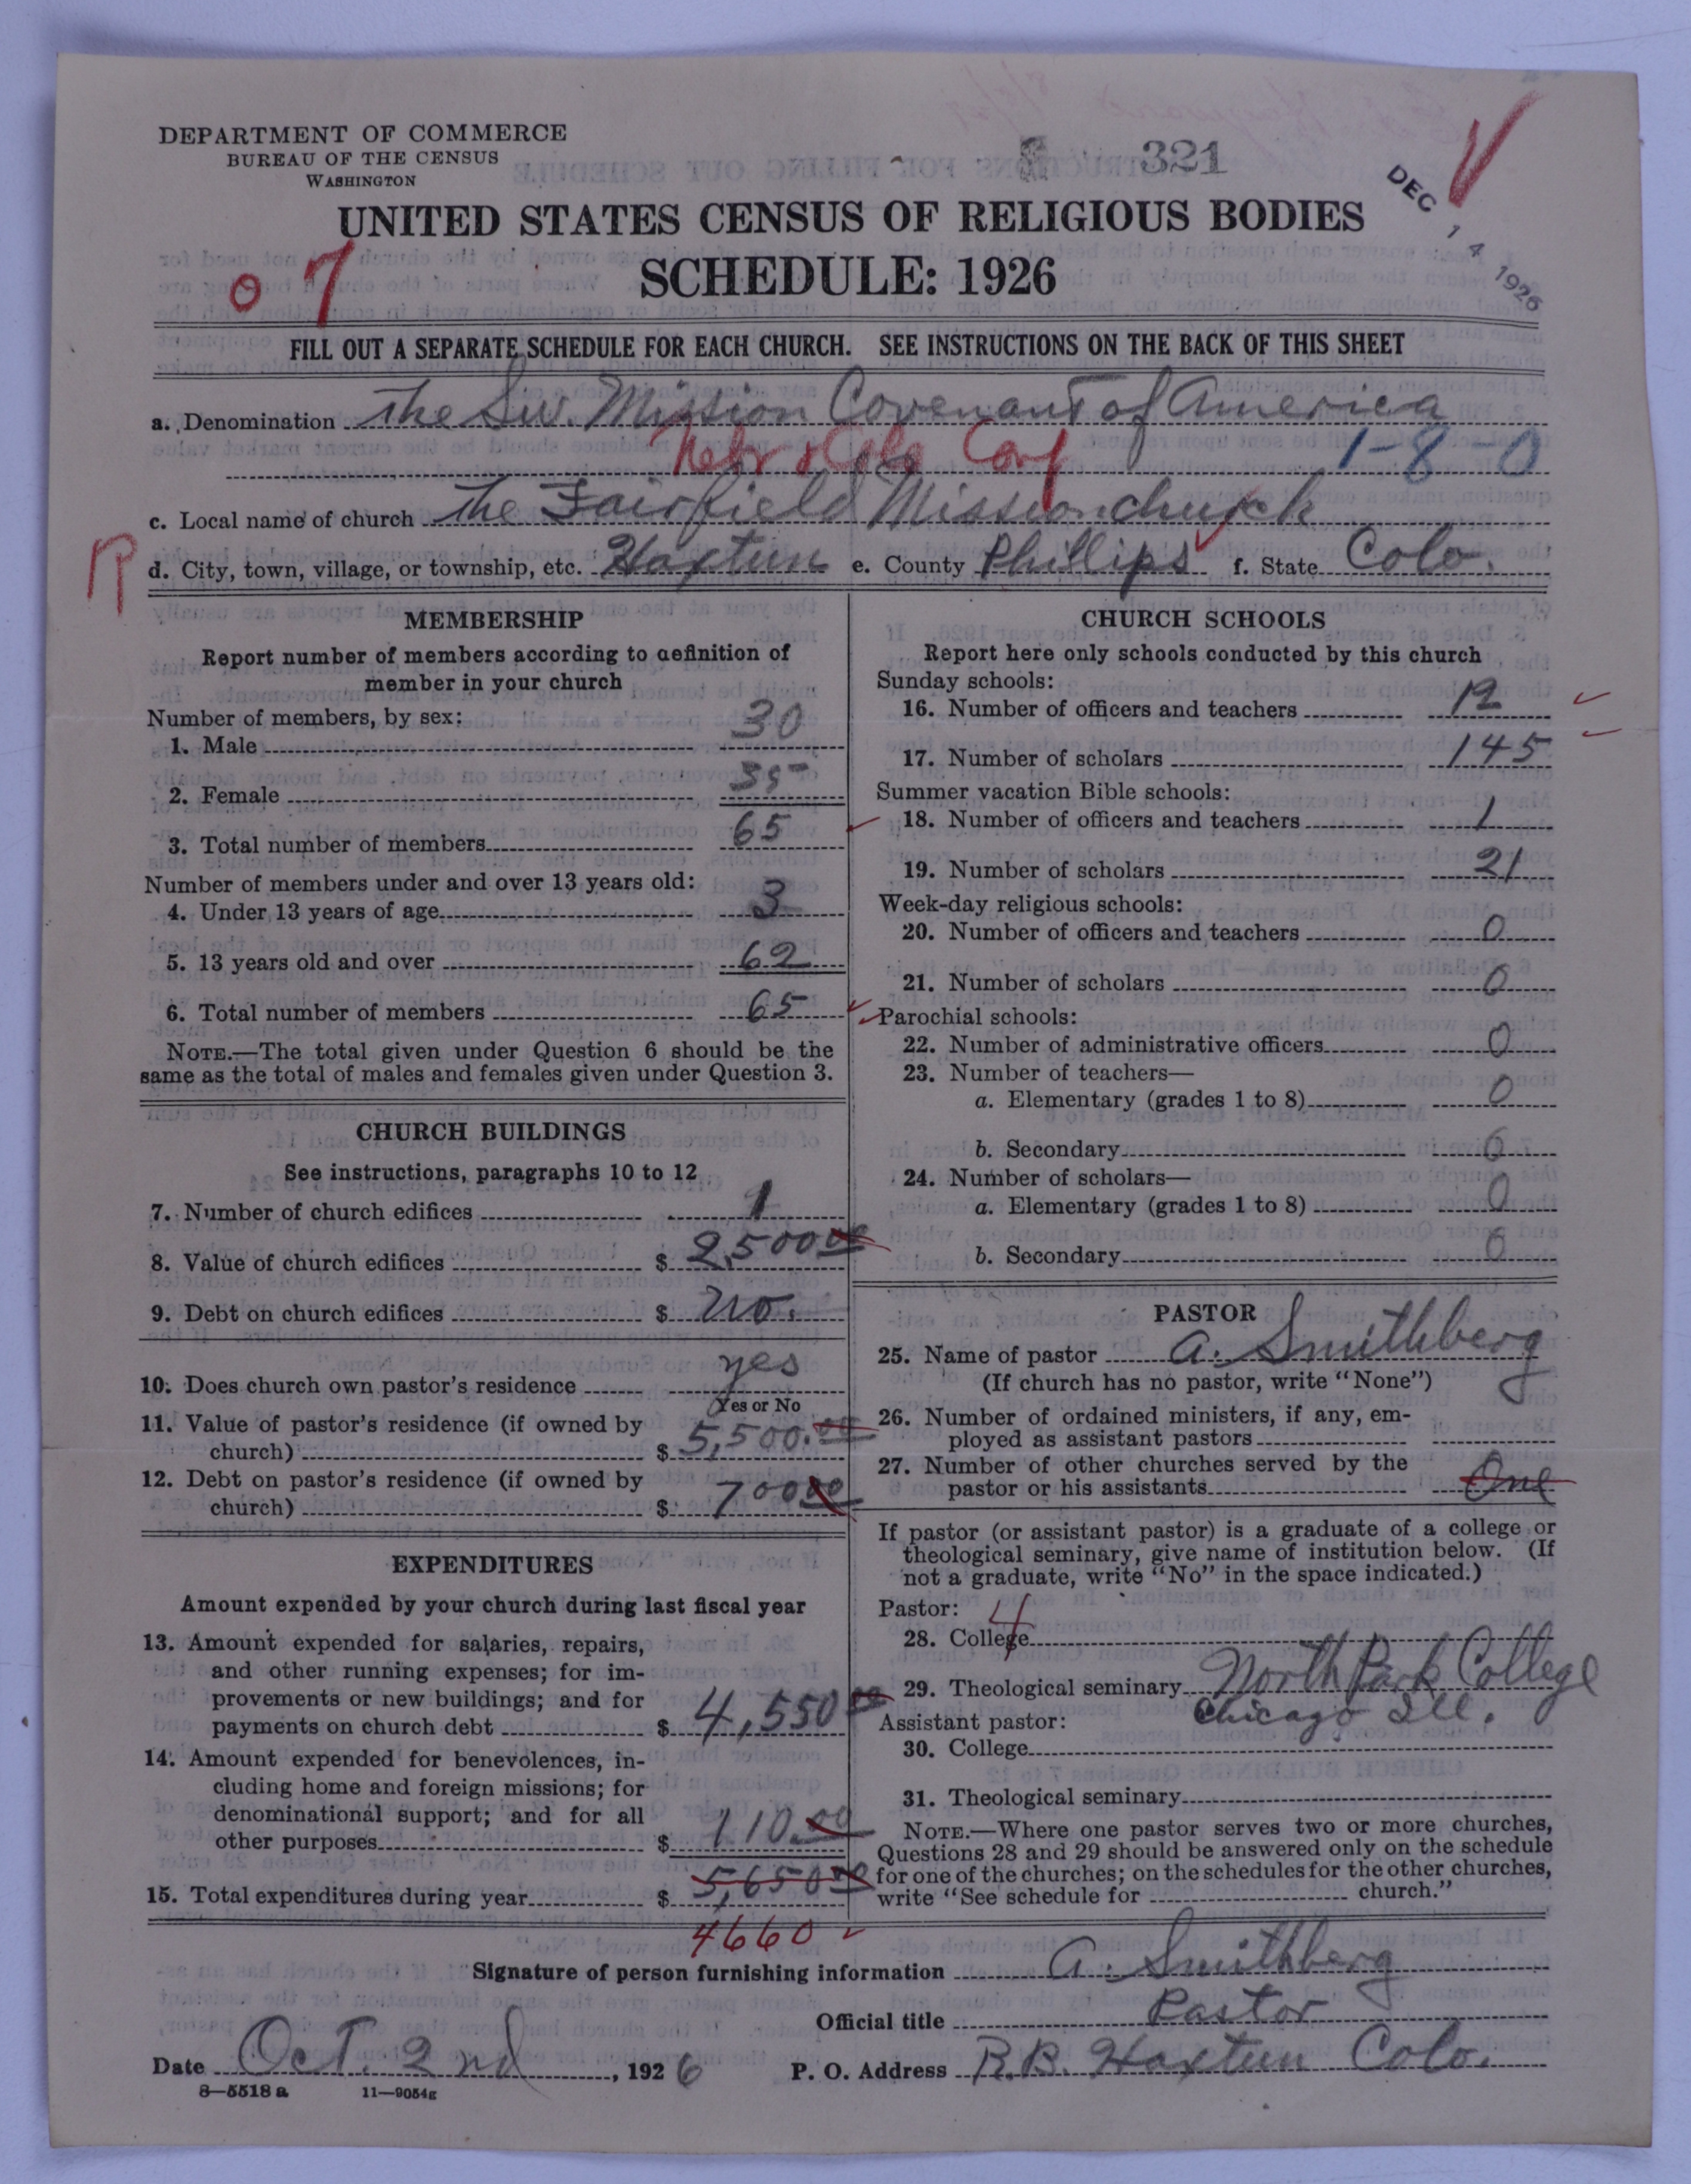 DEPARTMENT OF COMMERCE
BUREAU OF THE CENSUS
WASHINGTON
321
DEC 14 1926
UNITED STATES CENSUS OF RELIGIOUS BODIES
SCHEDULE: 1926
07
FILL OUT A SEPARATE SCHEDULE FOR EACH CHURCH. SEE INSTRUCTIONS ON THE BACK OF THIS SHEET
a. Denomination The Sw. Mission Covenant of America
Nebr & Colo Conf 1-8-0
c. Local name of church The Fairfield Mission church
R
d. City, town, village, or township, etc. Haxtun e. County Phillips f. State Colo.
MEMBERSHIP
Report number of members according to definition of
member in your church
Number of members, by sex:
1. Male 30
2. Female 35
3. Total number of members 65
Number of members under and over 13 years old:
4. Under 13 years of age 3
5. 13 years old and over 62
6. Total number of members 65
NOTE.—The total given under Question 6 should be the
same as the total of males and females given under Question 3.
CHURCH BUILDINGS
See instructions, paragraphs 10 to 12
7. Number of church edifices 1
8. Value of church edifices $ 2,500 00
9. Debt on church edifices $ no.
10. Does church own pastor's residence yes
Yes or No
11. Value of pastor's residence (if owned by
church) $ 5,500.00
12. Debt on pastor's residence (if owned by
church) $ 700 00
EXPENDITURES
Amount expended by your church during last fiscal year
13. Amount expended for salaries, repairs,
and other running expenses; for im-
provements or new buildings; and for
payments on church debt $ 4,550 00
14. Amount expended for benevolences, in-
cluding home and foreign missions; for
denominational support; and for all
other purposes $ 110.00
15. Total expenditures during year $ 5,650 00
4660
CHURCH SCHOOLS
Report here only schools conducted by this church
Sunday schools:
16. Number of officers and teachers 12
17. Number of scholars 145
Summer vacation Bible schools:
18. Number of officers and teachers 1
19. Number of scholars 21
Week-day religious schools:
20. Number of officers and teachers 0
21. Number of scholars 0
Parochial schools:
22. Number of administrative officers 0
23. Number of teachers—
a. Elementary (grades 1 to 8) 0
b. Secondary 0
24. Number of scholars—
a. Elementary (grades 1 to 8) 0
b. Secondary 0
PASTOR
25. Name of pastor A. Smithberg
(If church has no pastor, write "None")
26. Number of ordained ministers, if any, em-
ployed as assistant pastors
27. Number of other churches served by the
pastor or his assistants One
If pastor (or assistant pastor) is a graduate of a college or
theological seminary, give name of institution below. (If
not a graduate, write "No" in the space indicated.)
Pastor: 4
28. College
29. Theological seminary North Park College
Chicago Ill.
Assistant pastor:
30. College
31. Theological seminary
NOTE.—Where one pastor serves two or more churches,
Questions 28 and 29 should be answered only on the schedule
for one of the churches; on the schedules for the other churches,
write "See schedule for church."
Signature of person furnishing information A. Smithberg
Official title Pastor
Date Oct. 2nd, 1926 P. O. Address R.B. Haxtun Colo.
8—5518 a 11—9054g